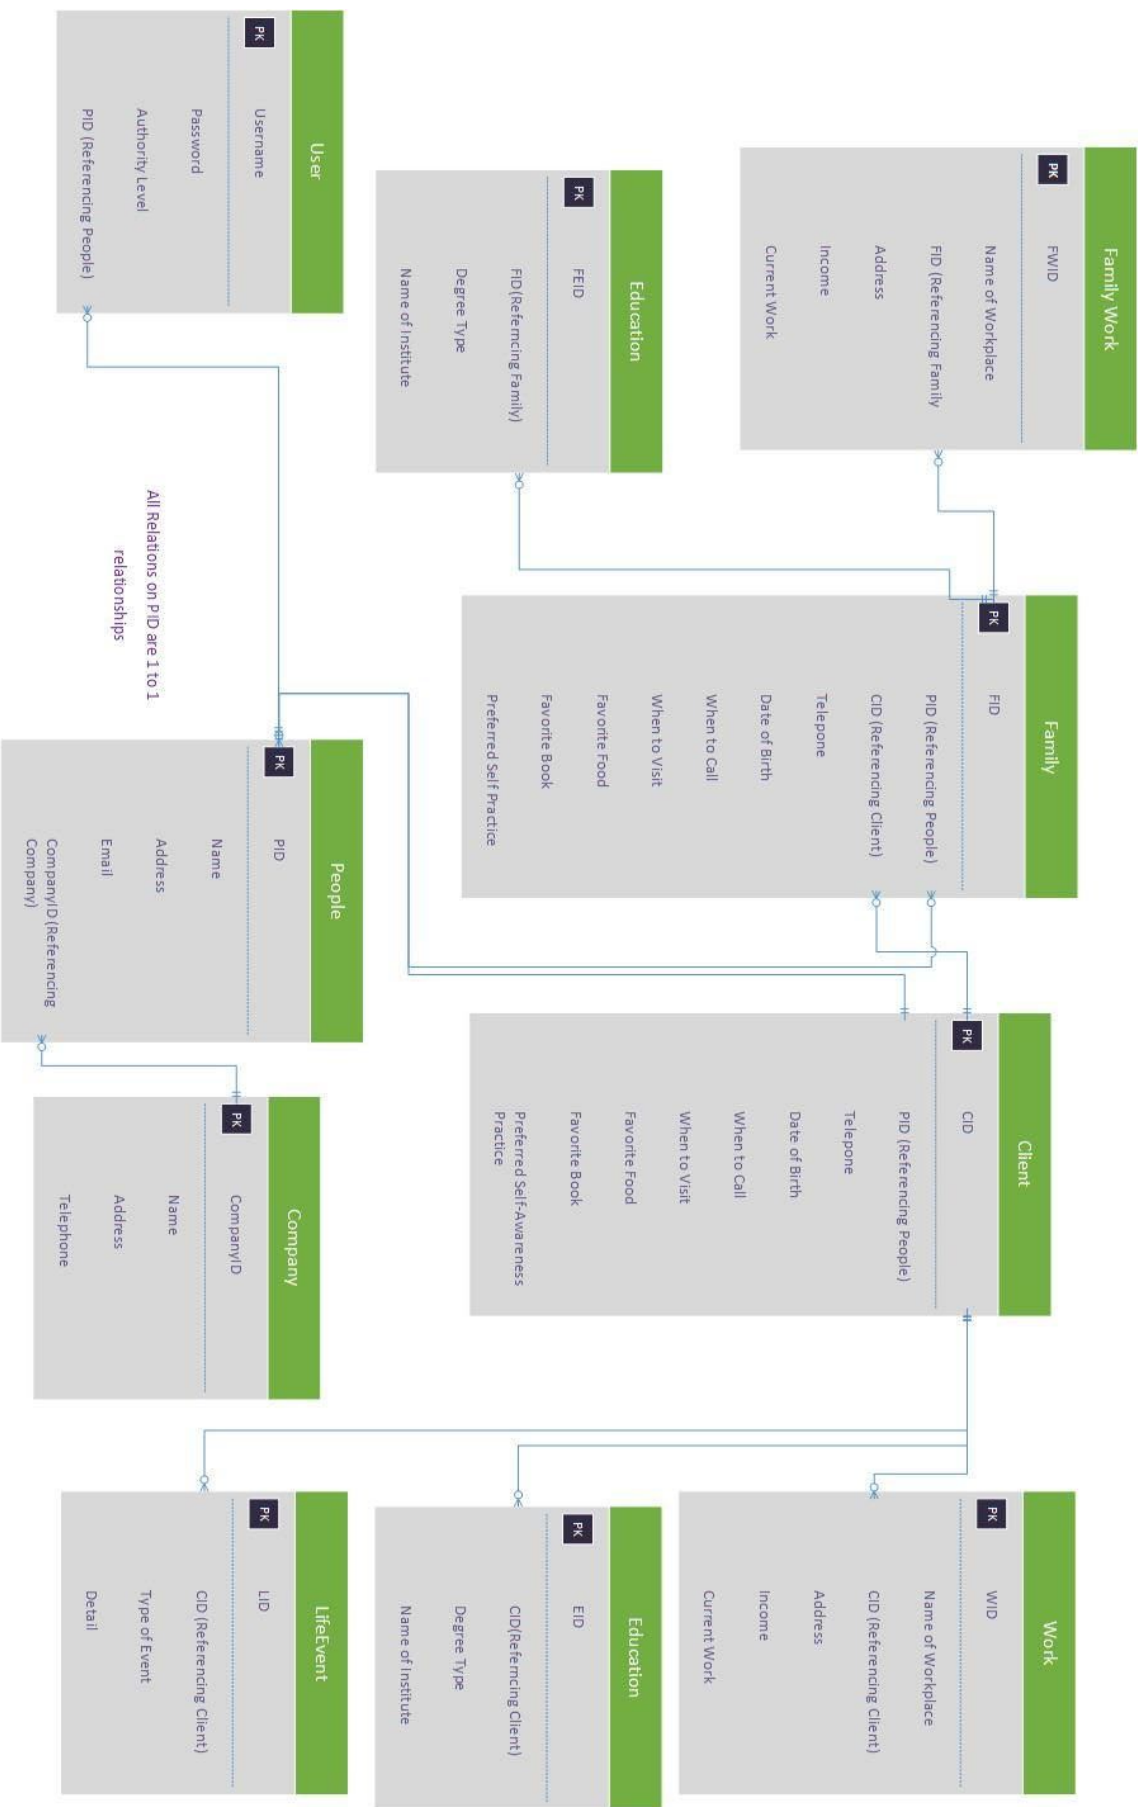 Family Work
PK
FWID
Name of Workplace
FID (Referencing Family
Address
Income
Current Work
Family
PK
FID
PID (Referencing People)
CID (Referencing Client)
Telepone
Date of Birth
When to Call
When to Visit
Favorite Food
Favorite Book
Preferred Self Practice
Client
PK
CID
PID (Referencing People)
Telepone
Date of Birth
When to Call
When to Visit
Favorite Food
Favorite Book
Preferred Self-Awareness
Practice
Work
PK
WID
Name of Workplace
CID (Referencing Client)
Address
Income
Current Work
Education
PK
FEID
FID(Referncing Family)
Degree Type
Name of Institute
Education
PK
EID
CID(Referncing Client)
Degree Type
Name of Institute
User
PK
Username
Password
Authority Level
PID (Referencing People)
All Relations on PID are 1 to 1
relationships
People
PK
PID
Name
Address
Email
CompanyID (Referencing
Company)
Company
PK
CompanyID
Name
Address
Telephone
LifeEvent
PK
LID
CID (Referencing Client)
Type of Event
Detail